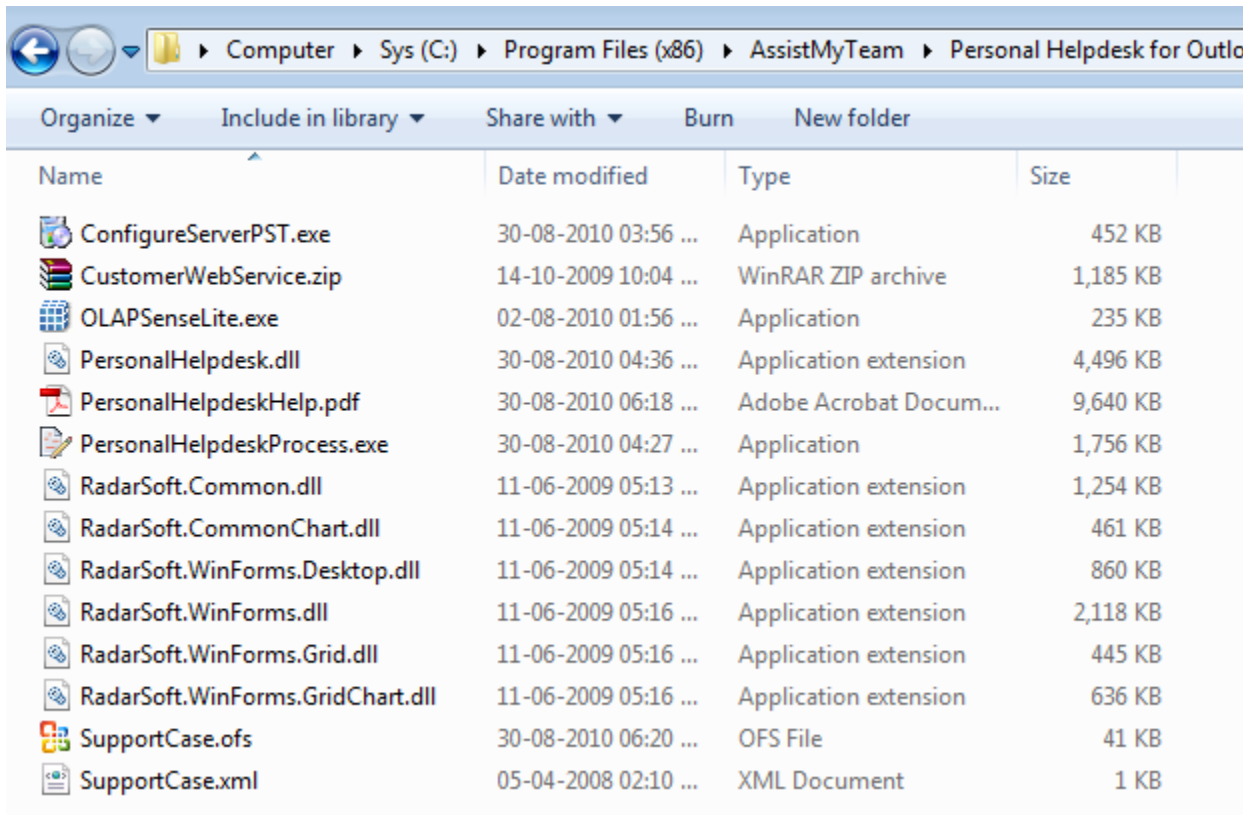 Computer Sys (C:) Program Files (x86) AssistMyTeam Personal Helpdesk for Outlo
Organize Include in library Share with Burn New folder
Name Date modified Type Size
ConfigureServerPST.exe 30-08-2010 03:56 ... Application 452 KB
CustomerWebService.zip 14-10-2009 10:04 ... WinRAR ZIP archive 1,185 KB
OLAPSenseLite.exe 02-08-2010 01:56 ... Application 235 KB
PersonalHelpdesk.dll 30-08-2010 04:36 ... Application extension 4,496 KB
PersonalHelpdeskHelp.pdf 30-08-2010 06:18 ... Adobe Acrobat Docum... 9,640 KB
PersonalHelpdeskProcess.exe 30-08-2010 04:27 ... Application 1,756 KB
RadarSoft.Common.dll 11-06-2009 05:13 ... Application extension 1,254 KB
RadarSoft.CommonChart.dll 11-06-2009 05:14 ... Application extension 461 KB
RadarSoft.WinForms.Desktop.dll 11-06-2009 05:14 ... Application extension 860 KB
RadarSoft.WinForms.dll 11-06-2009 05:16 ... Application extension 2,118 KB
RadarSoft.WinForms.Grid.dll 11-06-2009 05:16 ... Application extension 445 KB
RadarSoft.WinForms.GridChart.dll 11-06-2009 05:16 ... Application extension 636 KB
SupportCase.ofs 30-08-2010 06:20 ... OFS File 41 KB
SupportCase.xml 05-04-2008 02:10 ... XML Document 1 KB